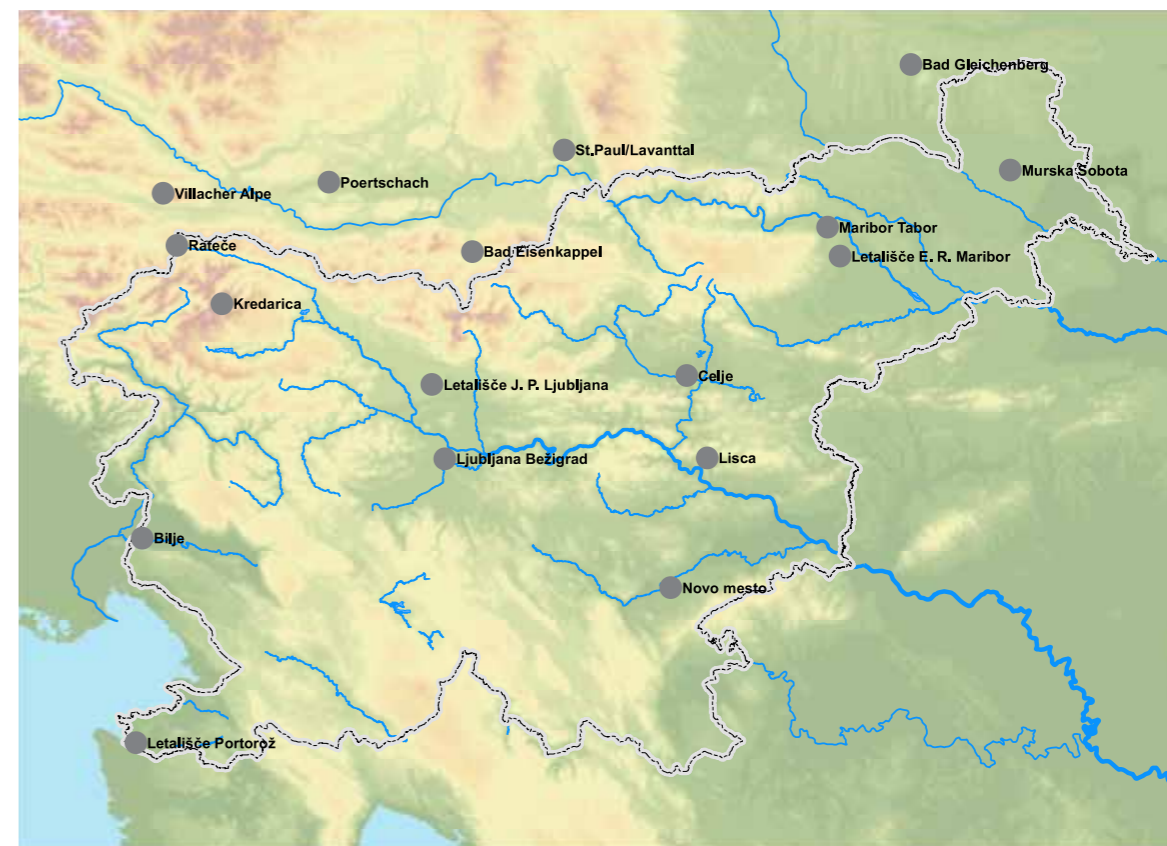 Bad Gleichenberg
St.Paul/Lavanttal
Murska Sobota
Poertschach
Villacher Alpe
Maribor Tabor
Rateče
Bad Eisenkappel
Letališče E. R. Maribor
Kredarica
Celje
Letališče J. P. Ljubljana
Ljubljana Bežigrad
Lisca
Bilje
Novo mesto
Letališče Portorož